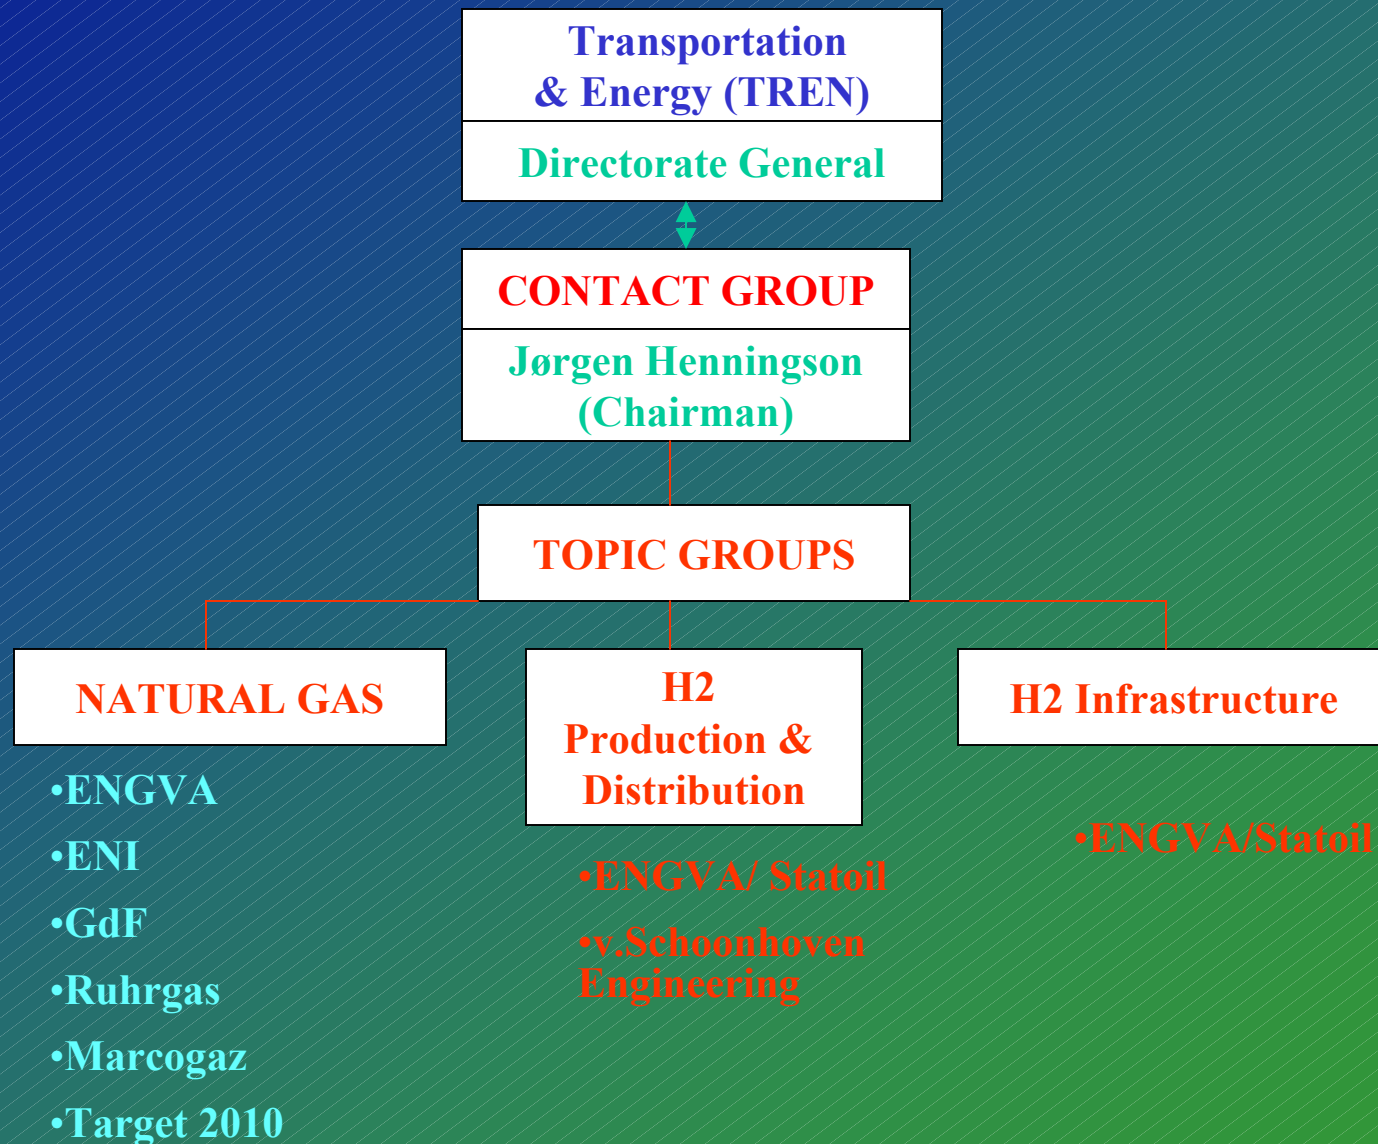 Transportation
& Energy (TREN)
Directorate General
CONTACT GROUP
Jørgen Henningson
(Chairman)
TOPIC GROUPS
NATURAL GAS
•ENGVA
•ENI
•GdF
•Ruhrgas
•Marcogaz
•Target 2010
H2
Production &
Distribution
•ENGVA/ Statoil
•v.Schoonhoven
Engineering
H2 Infrastructure
•ENGVA/Statoil